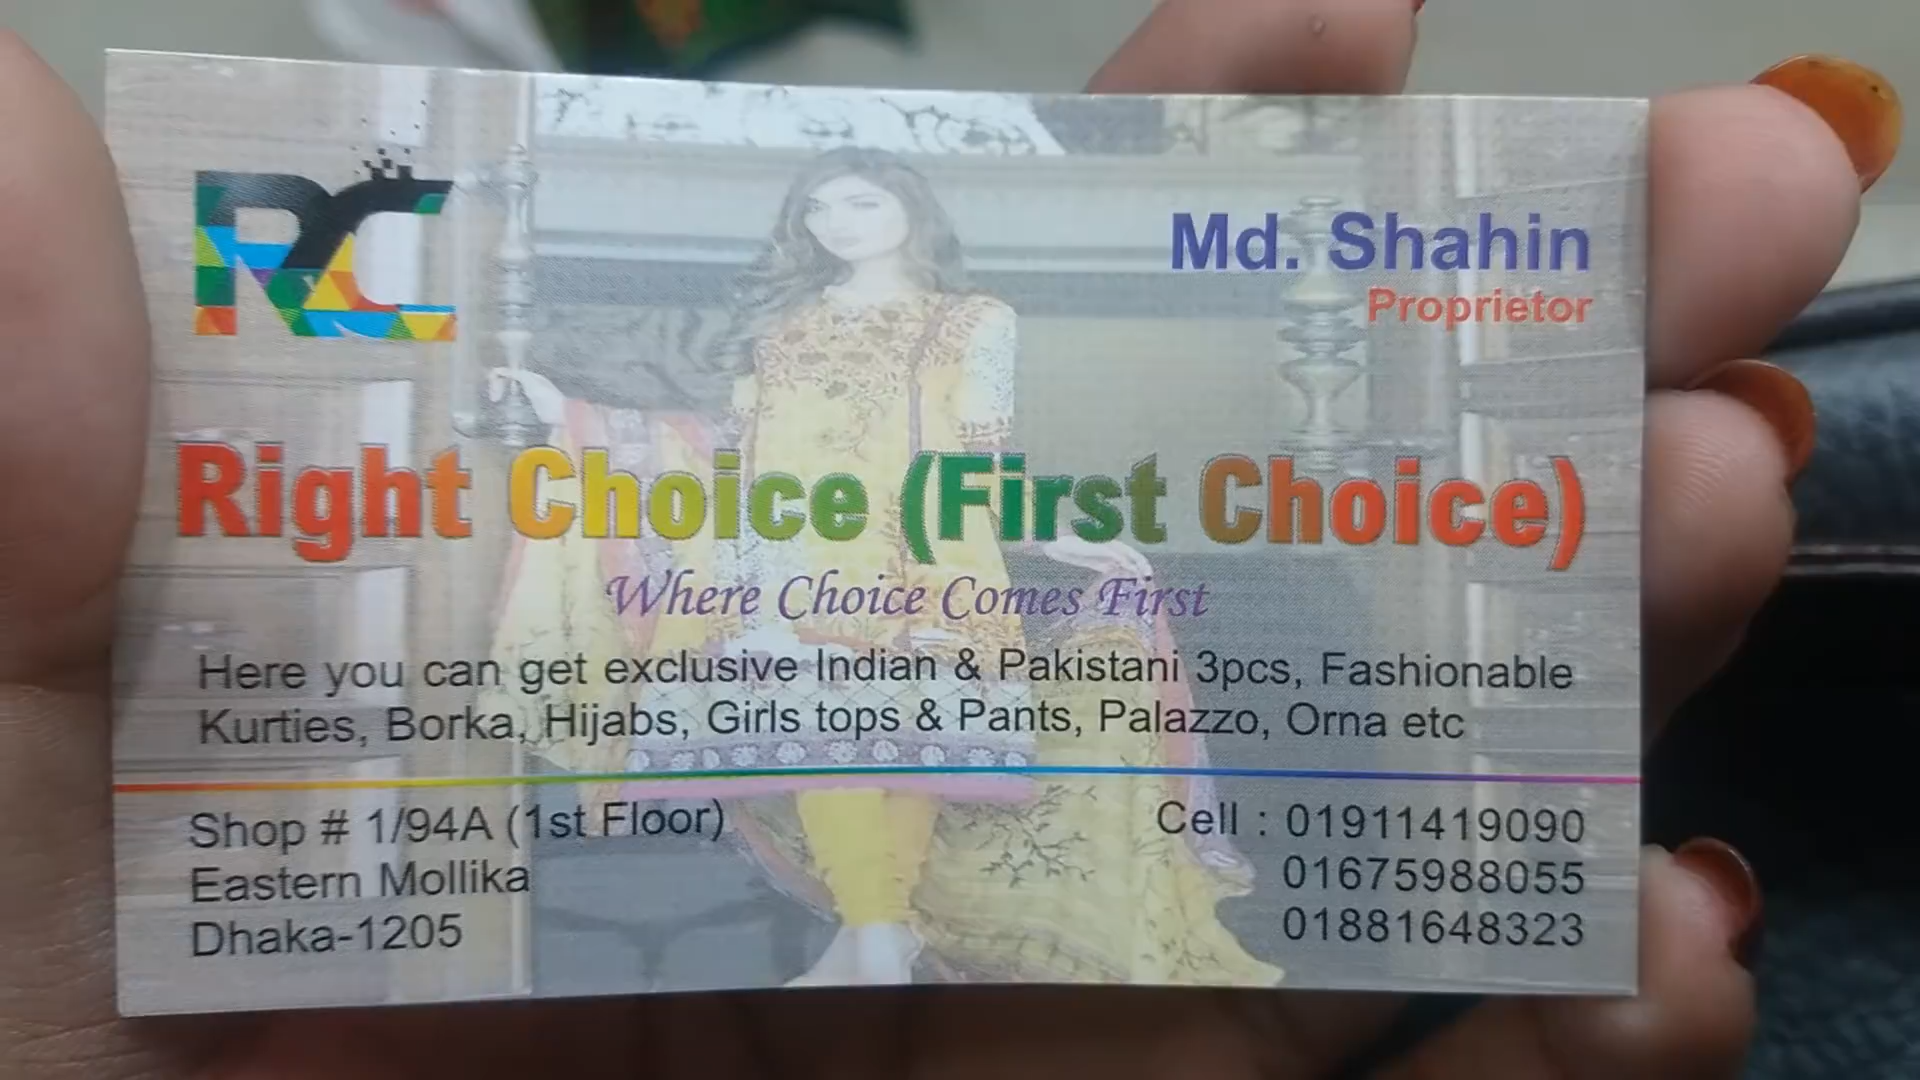 RC
Md. Shahin
Proprietor
Right Choice (First Choice)
Where Choice Comes First
Here you can get exclusive Indian & Pakistani 3pcs, Fashionable
Kurties, Borka, Hijabs, Girls tops & Pants, Palazzo, Orna etc
Shop # 1/94A (1st Floor)
Eastern Mollika
Dhaka-1205
Cell : 01911419090
01675988055
01881648323